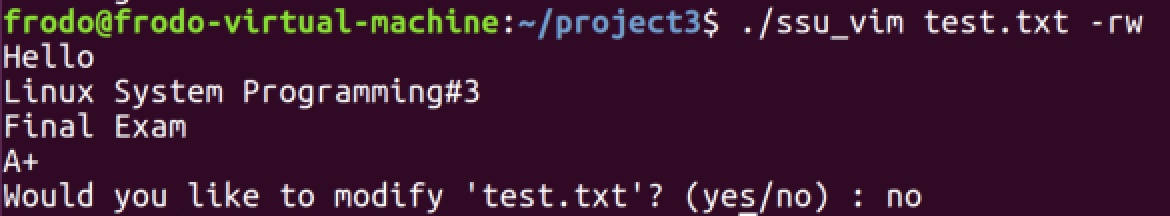 frodo@frodo-virtual-machine:~/project3$ ./ssu_vim test.txt -rw
Hello
Linux System Programming#3
Final Exam
A+
Would you like to modify 'test.txt'? (yes/no) : no